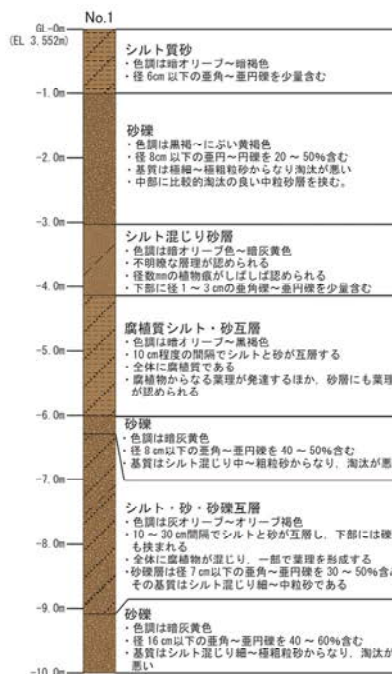 No.1
GL-0m
(EL 3.552m)
シルト質砂
・色調は暗オリーブ～暗褐色
・径 6cm 以下の亜角～亜円礫を少量含む
-1.0m
砂礫
・色調は黒褐～にぶい黄褐色
・径 8cm 以下の亜円～円礫を 20 ～ 50%含む
・基質は極細～極粗粒砂からなり淘汰が悪い
・中部に比較的淘汰の良い中粒砂層を挟む。
-2.0m
-3.0m
シルト混じり砂層
・色調は暗オリーブ色～暗灰黄色
・不明瞭な層理が認められる
・径数mmの植物痕がしばしば認められる
・下部に径 1 ～ 3 cmの亜角礫～亜円礫を少量含む
-4.0m
腐植質シルト・砂互層
・色調は暗オリーブ～黒褐色
・10 cm程度の間隔でシルトと砂が互層する
・全体に腐植質である
・腐植物からなる葉理が発達するほか，砂層にも葉理
が認められる
-5.0m
-6.0m
砂礫
・色調は暗灰黄色
・径 8 cm以下の亜角～亜円礫を 40 ～ 50%含む
・基質はシルト混じり中～粗粒砂からなり，淘汰が悪
-7.0m
シルト・砂・砂礫互層
・色調は灰オリーブ～オリーブ褐色
・10 ～ 30 cm間隔でシルトと砂が互層し，下部には礫
も挟まれる
・全体に腐植物が混じり，一部で葉理を形成する
・砂礫層は径 7 cm以下の亜角～亜円礫を 30 ～ 50%含
その基質はシルト混じり細～中粒砂である
-8.0m
-9.0m
砂礫
・色調は暗灰黄色
・径 16 cm以下の亜角～亜円礫を 40 ～ 60%含む
・基質はシルト混じり細～極粗粒砂からなり，淘汰が
悪い
-10.0m